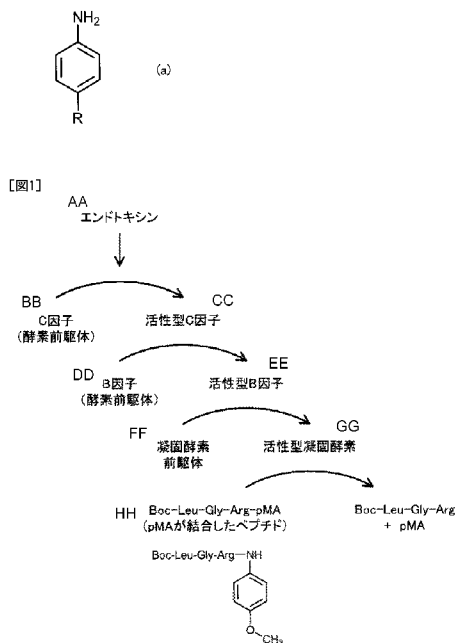 NH2
(a)
R
[図1]
AA
エンドトキシン
BB
CC
C因子
(酵素前駆体)
活性型C因子
DD
EE
B因子
(酵素前駆体)
活性型B因子
FF
GG
凝固酵素
前駆体
活性型凝固酵素
HH Boc-Leu-Gly-Arg-pMA
(pMAが結合したペプチド)
Boc-Leu-Gly-Arg
+ pMA
Boc-Leu-Gly-Arg-NH
O
CH3